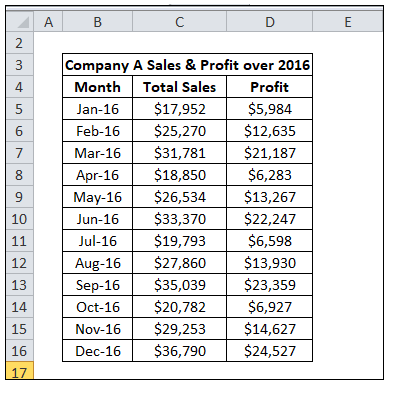 A B C D E
2
3 Company A Sales & Profit over 2016
4 Month Total Sales Profit
5 Jan-16 $17,952 $5,984
6 Feb-16 $25,270 $12,635
7 Mar-16 $31,781 $21,187
8 Apr-16 $18,850 $6,283
9 May-16 $26,534 $13,267
10 Jun-16 $33,370 $22,247
11 Jul-16 $19,793 $6,598
12 Aug-16 $27,860 $13,930
13 Sep-16 $35,039 $23,359
14 Oct-16 $20,782 $6,927
15 Nov-16 $29,253 $14,627
16 Dec-16 $36,790 $24,527
17